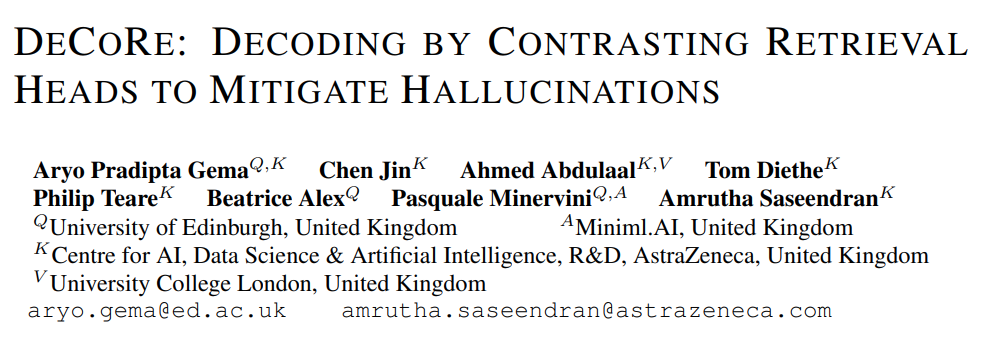 DECORE: DECODING BY CONTRASTING RETRIEVAL
HEADS TO MITIGATE HALLUCINATIONS
Aryo Pradipta Gema^{Q,K} Chen Jin^{K} Ahmed Abdulaal^{K,V} Tom Diethe^{K}
Philip Teare^{K} Beatrice Alex^{Q} Pasquale Minervini^{Q,A} Amrutha Saseendran^{K}
^{Q}University of Edinburgh, United Kingdom ^{A}Miniml.AI, United Kingdom
^{K}Centre for AI, Data Science & Artificial Intelligence, R&D, AstraZeneca, United Kingdom
^{V}University College London, United Kingdom
aryo.gema@ed.ac.uk amrutha.saseendran@astrazeneca.com